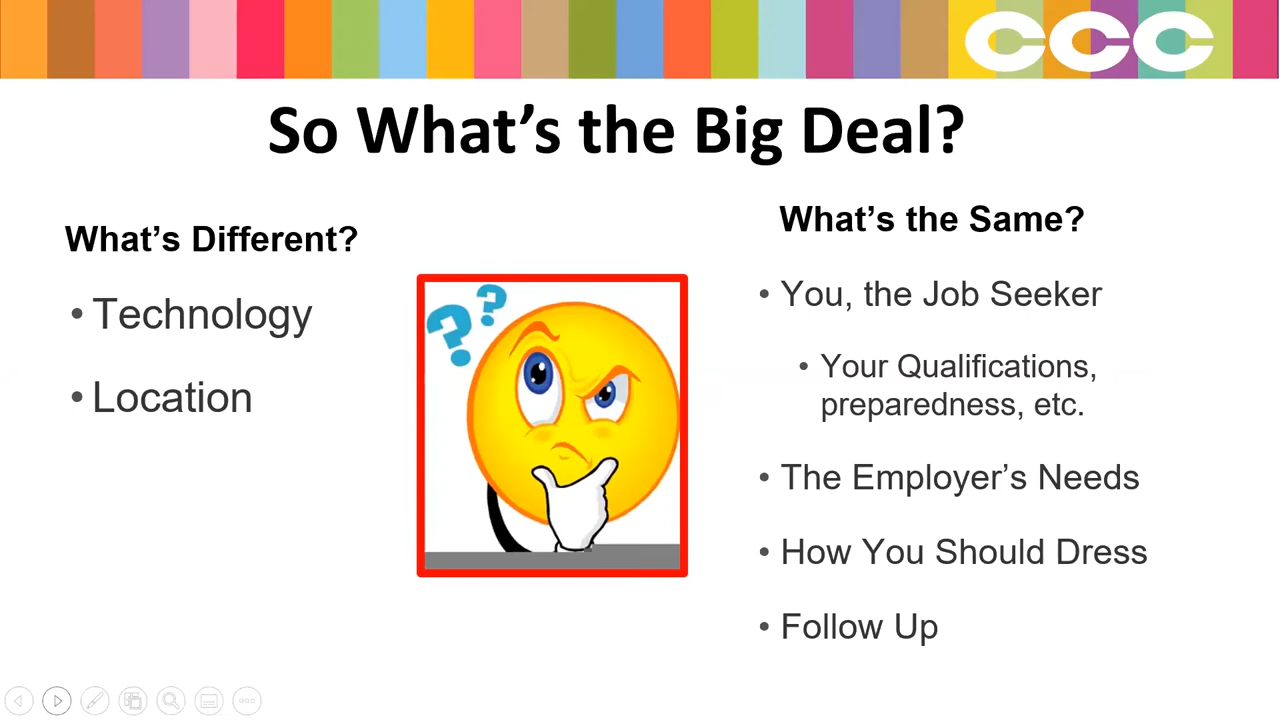 CCC
So What's the Big Deal?
What's Different?
• Technology
• Location
??
What's the Same?
• You, the Job Seeker
• Your Qualifications,
preparedness, etc.
• The Employer's Needs
• How You Should Dress
• Follow Up